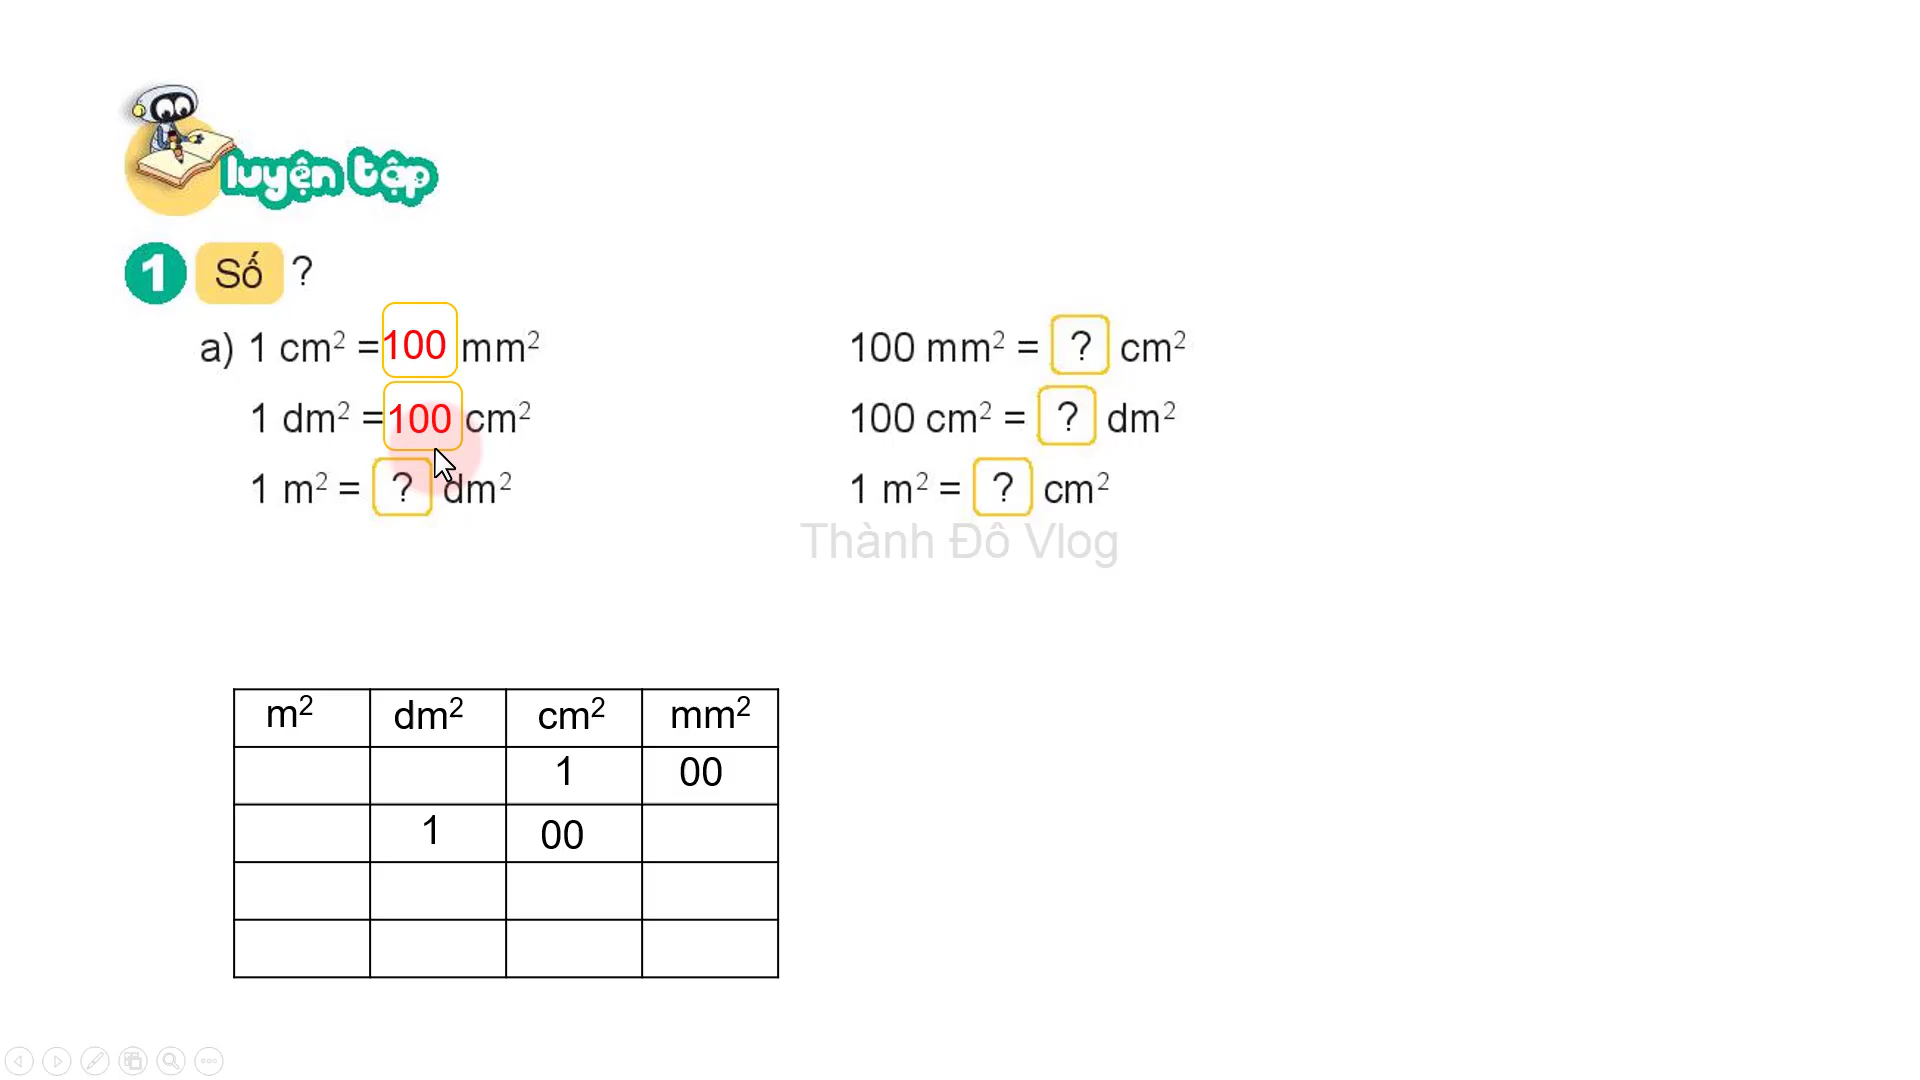 luyện tập
1 Số ?
a) 1 cm² = 100 mm²
100 mm² = ? cm²
1 dm² = 100 cm²
100 cm² = ? dm²
1 m² = ? dm²
1 m² = ? cm²
Thành Đô Vlog
m² dm² cm² mm²
1 00
1 00